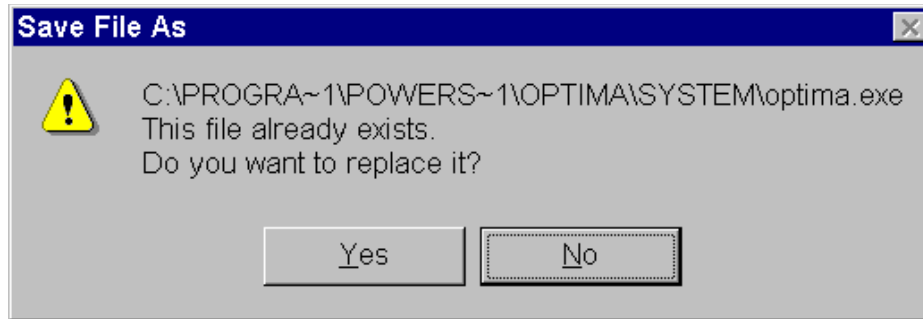 Save File As
C:\PROGRA~1\POWERS~1\OPTIMA\SYSTEM\optima.exe
This file already exists.
Do you want to replace it?
Yes No